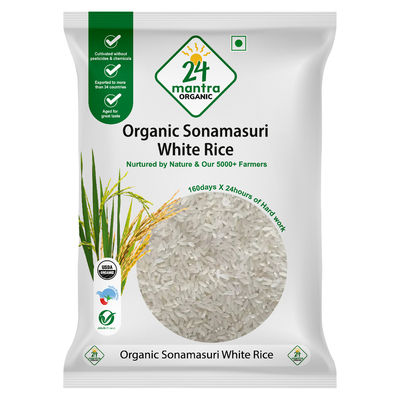 Cultivated without
pesticides & chemicals
Exported to more
than 34 countries
Aged for
great taste
24
mantra
ORGANIC
Organic Sonamasuri
White Rice
Nurtured by Nature & Our 5000+ Farmers
160days X 24hours of Hard work
USDA
ORGANIC
24
Organic Sonamasuri White Rice
24